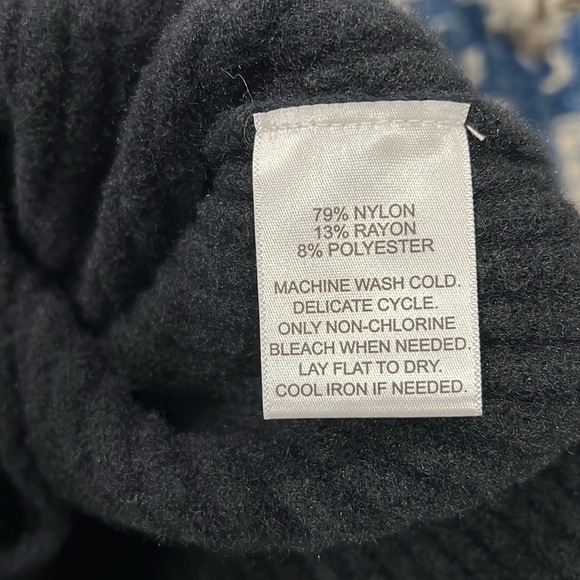 79% NYLON
13% RAYON
8% POLYESTER
MACHINE WASH COLD.
DELICATE CYCLE.
ONLY NON-CHLORINE
BLEACH WHEN NEEDED.
LAY FLAT TO DRY.
COOL IRON IF NEEDED.